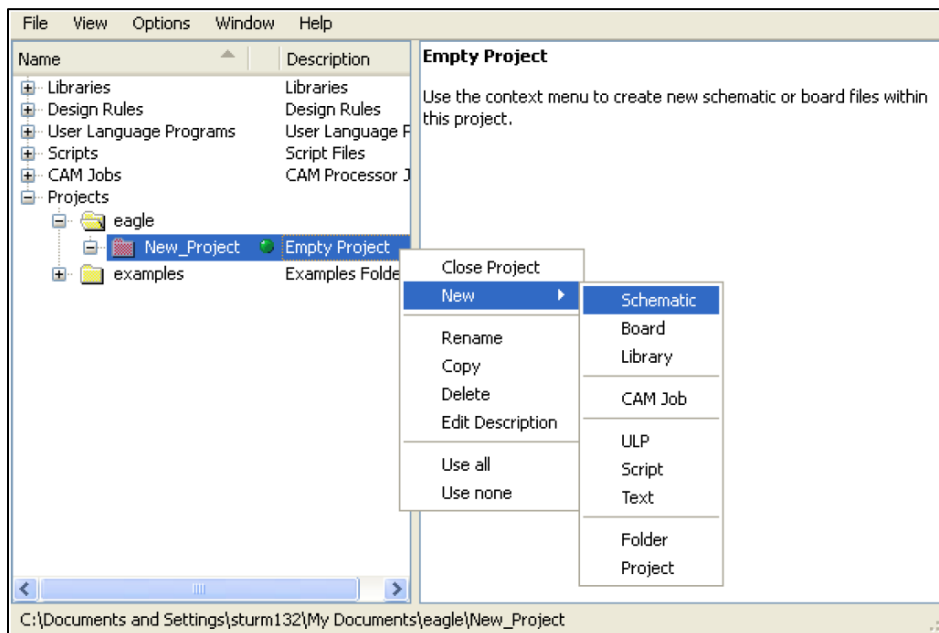 File View Options Window Help
Name Description
Libraries Libraries
Design Rules Design Rules
User Language Programs User Language P
Scripts Script Files
CAM Jobs CAM Processor J
Projects
eagle
New_Project Empty Project
examples Examples Folde
Empty Project
Use the context menu to create new schematic or board files within
this project.
Close Project
New
Rename
Copy
Delete
Edit Description
Use all
Use none
Schematic
Board
Library
CAM Job
ULP
Script
Text
Folder
Project
C:\Documents and Settings\sturm132\My Documents\eagle\New_Project